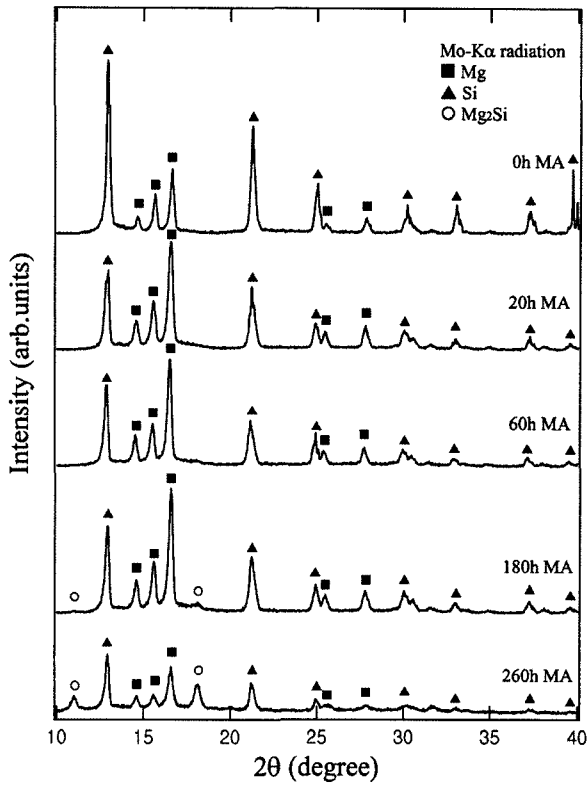 Mo-Kα radiation
■ Mg
▲ Si
○ Mg₂Si
0h MA
20h MA
60h MA
180h MA
260h MA
Intensity (arb.units)
10 15 20 25 30 35 40
2θ (degree)